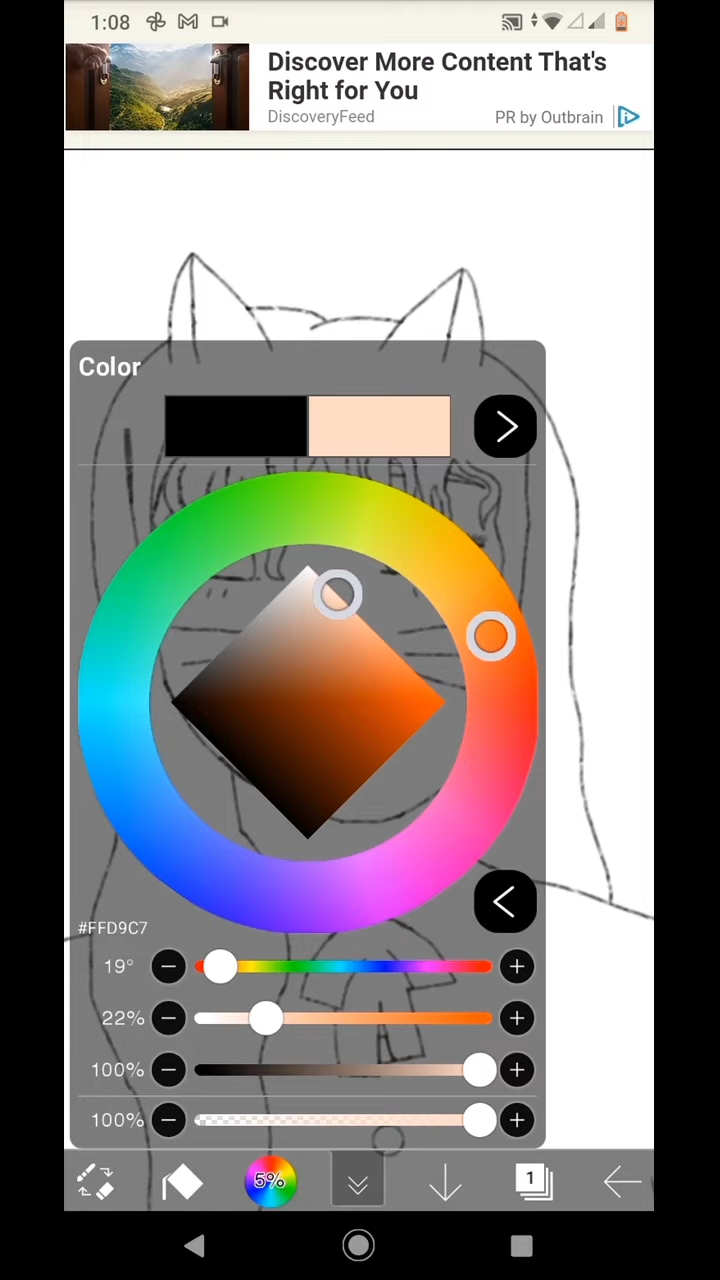 1:08
Discover More Content That's
Right for You
DiscoveryFeed
PR by Outbrain
Color
#FFD9C7
19°
22%
100%
100%
5%
1